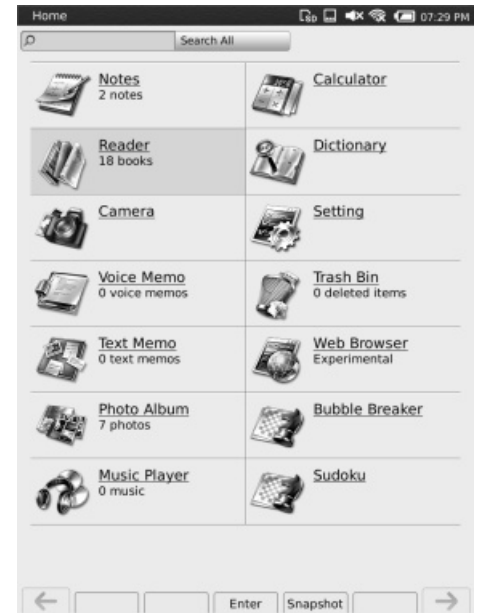 Home 07:29 PM
Search All
Notes
2 notes
Calculator
Reader
18 books
Dictionary
Camera
Setting
Voice Memo
0 voice memos
Trash Bin
0 deleted items
Text Memo
0 text memos
Web Browser
Experimental
Photo Album
7 photos
Bubble Breaker
Music Player
0 music
Sudoku
Enter Snapshot